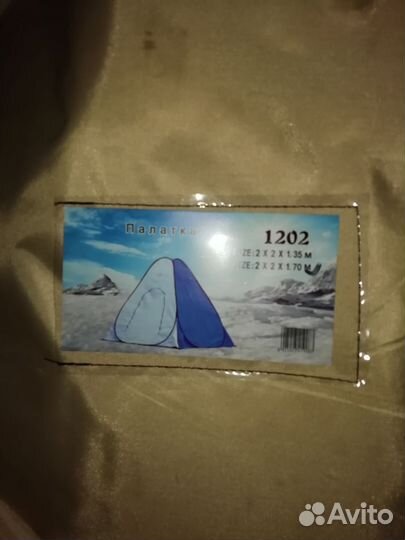 Палатка
1202
ZE: 2 X 2 X 1.35 м
ZE: 2 X 2 X 1.70 м
Avito